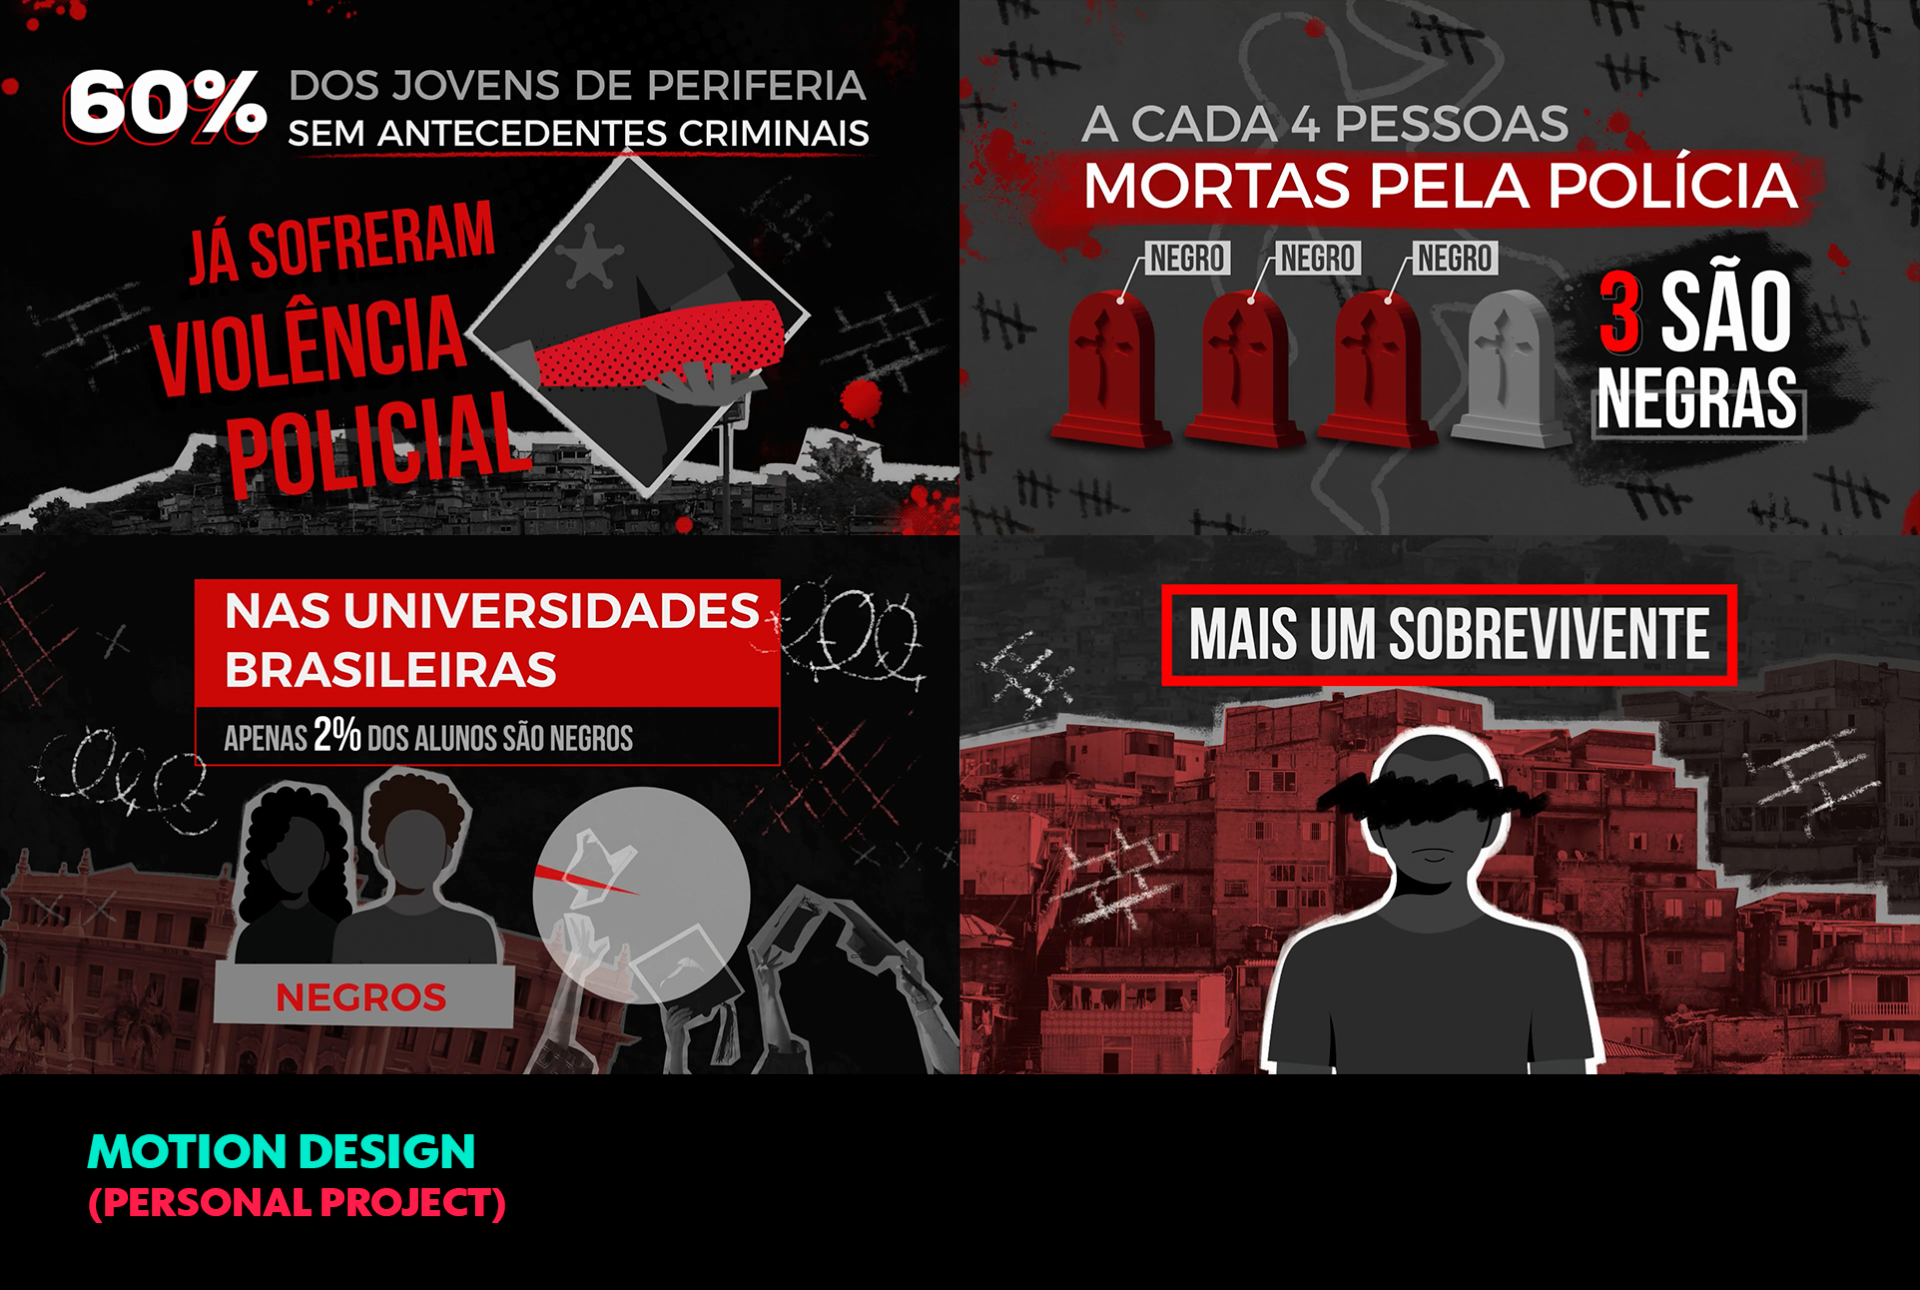 60% DOS JOVENS DE PERIFERIA
SEM ANTECEDENTES CRIMINAIS
JÁ SOFRERAM
VIOLÊNCIA
POLICIAL
A CADA 4 PESSOAS
MORTAS PELA POLÍCIA
NEGRO NEGRO NEGRO
3 SÃO
NEGRAS
NAS UNIVERSIDADES
BRASILEIRAS
APENAS 2% DOS ALUNOS SÃO NEGROS
NEGROS
MAIS UM SOBREVIVENTE
MOTION DESIGN
(PERSONAL PROJECT)